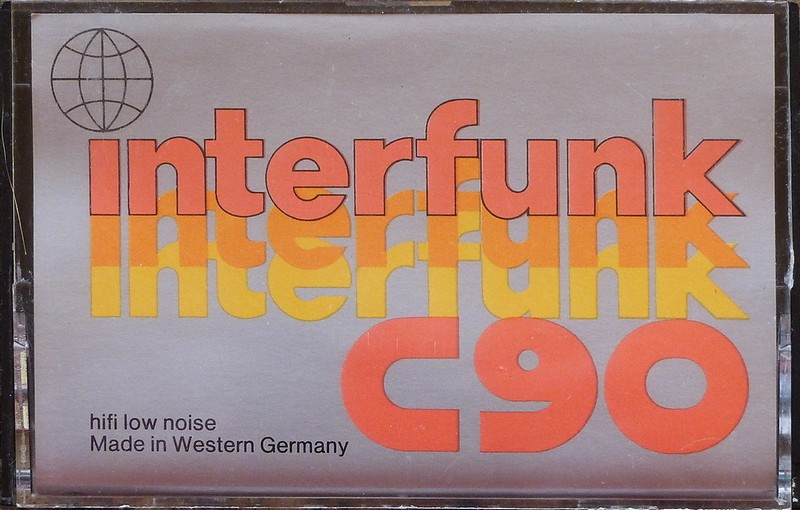 interfunk
interfunk
interfunk
C90
hifi low noise
Made in Western Germany